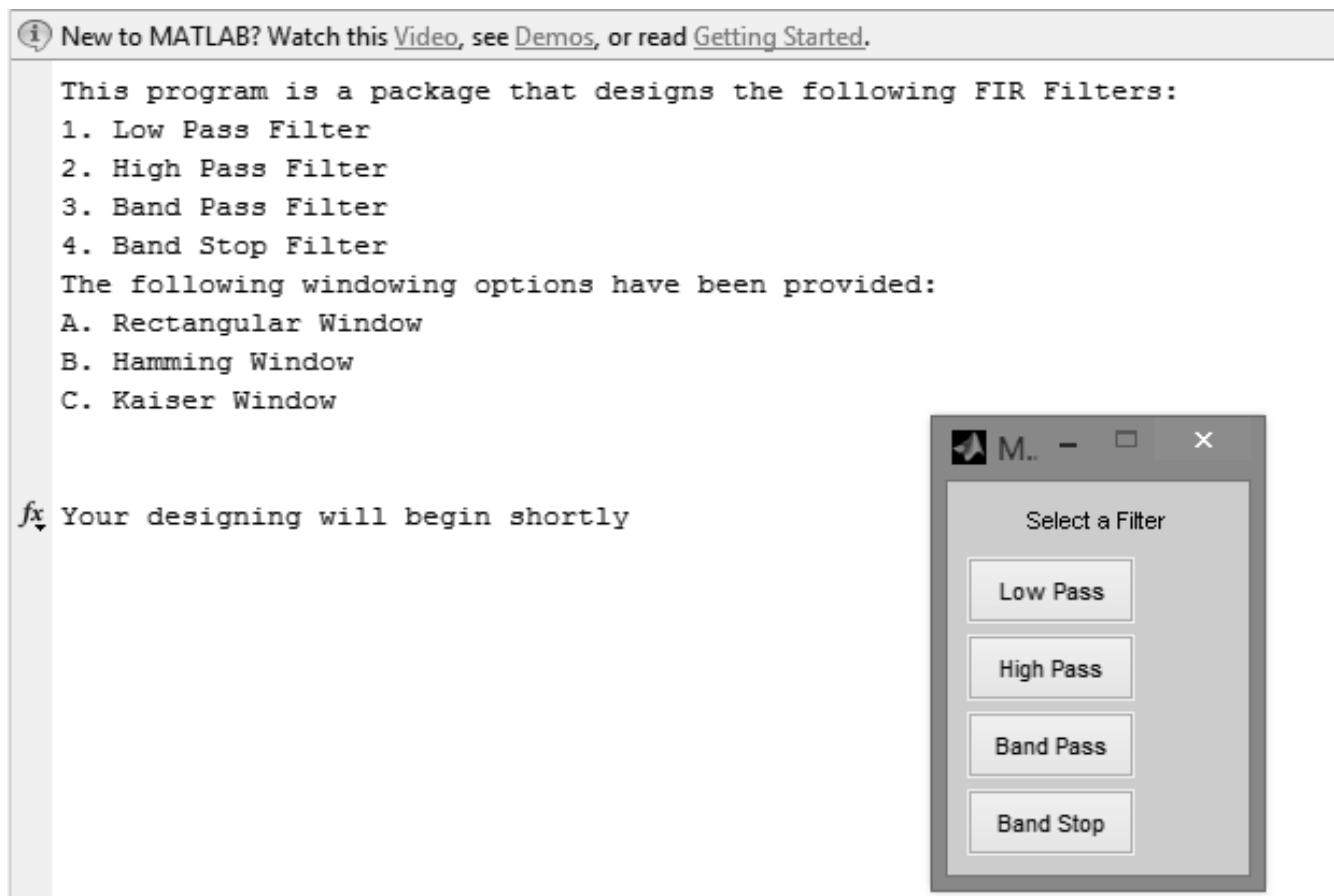 New to MATLAB? Watch this Video, see Demos, or read Getting Started.
This program is a package that designs the following FIR Filters:
1. Low Pass Filter
2. High Pass Filter
3. Band Pass Filter
4. Band Stop Filter
The following windowing options have been provided:
A. Rectangular Window
B. Hamming Window
C. Kaiser Window
fx Your designing will begin shortly
M..
Select a Filter
Low Pass
High Pass
Band Pass
Band Stop